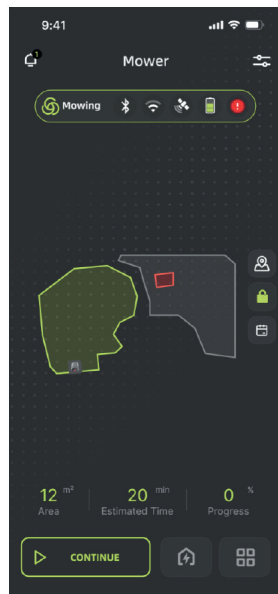 9:41
1
Mower
Mowing
12 m²
20 min
0 %
Area
Estimated Time
Progress
CONTINUE